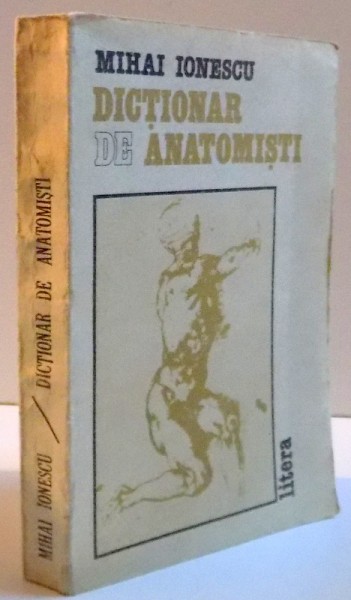 MIHAI IONESCU
DICȚIONAR
DE ANATOMIȘTI
litera
MIHAI IONESCU / DICȚIONAR DE ANATOMIȘTI